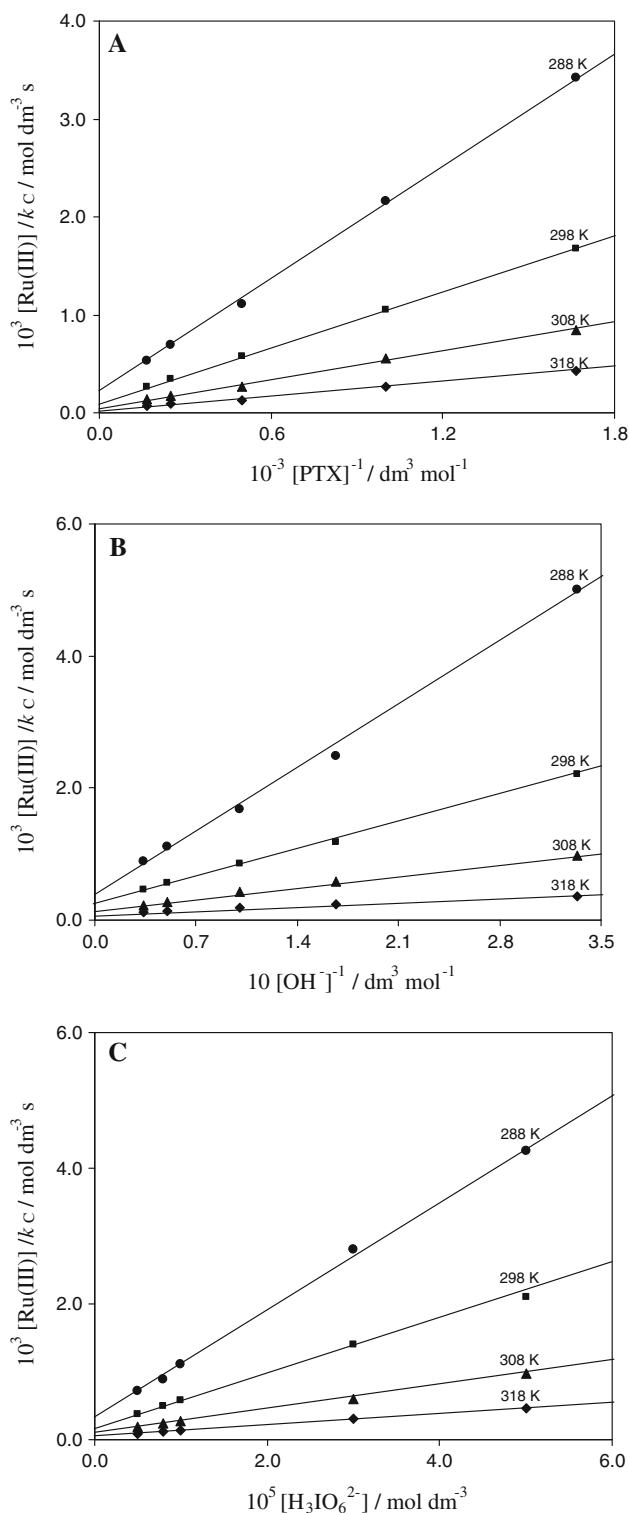 A
10³ [Ru(III)] /k c / mol dm⁻³ s
4.0
3.0
2.0
1.0
0.0
288 K
298 K
308 K
318 K
0.0 0.6 1.2 1.8
10⁻³ [PTX]⁻¹ / dm³ mol⁻¹
B
10³ [Ru(III)] /k c / mol dm⁻³ s
6.0
4.0
2.0
0.0
288 K
298 K
308 K
318 K
0.0 0.7 1.4 2.1 2.8 3.5
10 [OH⁻]⁻¹ / dm³ mol⁻¹
C
10³ [Ru(III)] /k c / mol dm⁻³ s
6.0
4.0
2.0
0.0
288 K
298 K
308 K
318 K
0.0 2.0 4.0 6.0
10⁵ [H₃IO₆²⁻] / mol dm⁻³